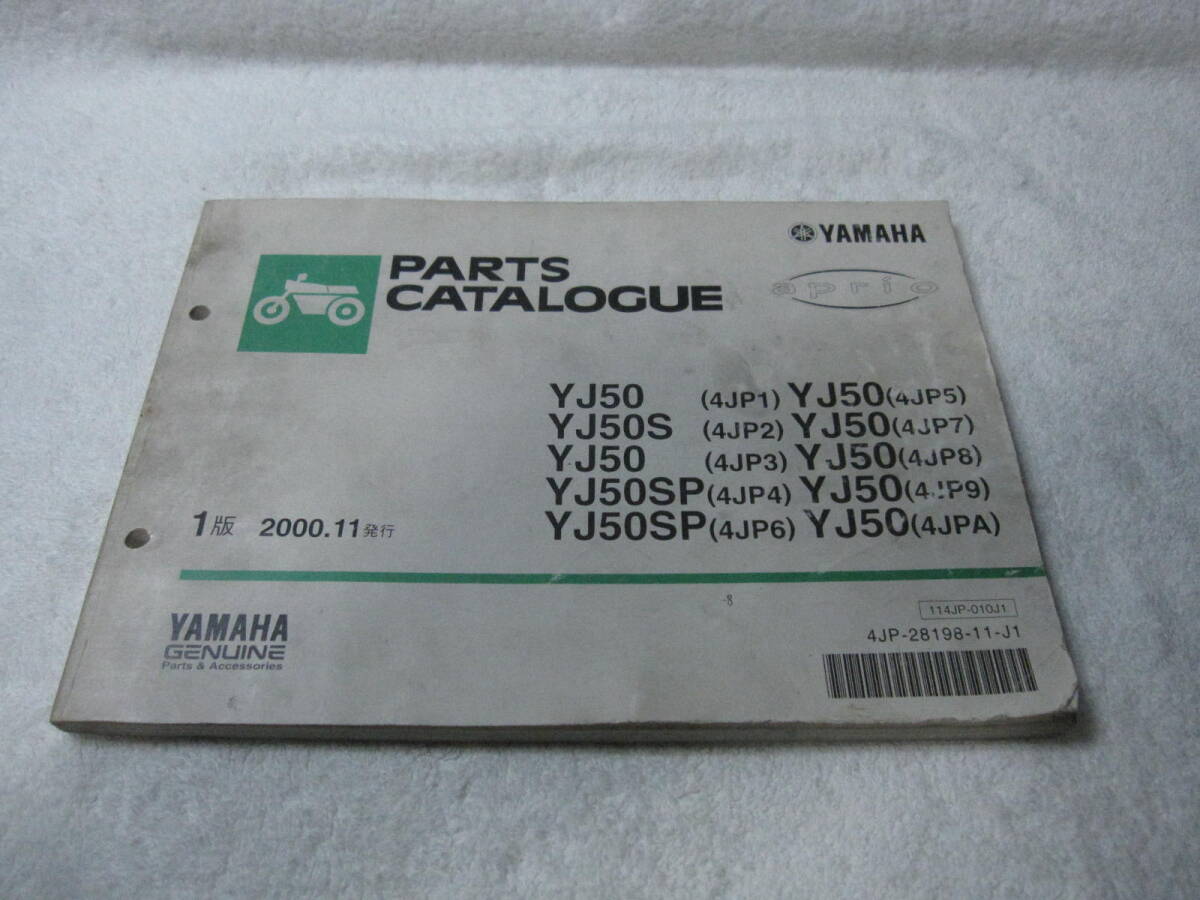 YAMAHA
PARTS
CATALOGUE
aprio
YJ50 (4JP1) YJ50(4JP5)
YJ50S (4JP2) YJ50(4JP7)
YJ50 (4JP3) YJ50(4JP8)
YJ50SP(4JP4) YJ50(4JP9)
YJ50SP(4JP6) YJ50(4JPA)
1版 2000.11発行
114JP-010J1
4JP-28198-11-J1
YAMAHA
GENUINE
Parts & Accessories